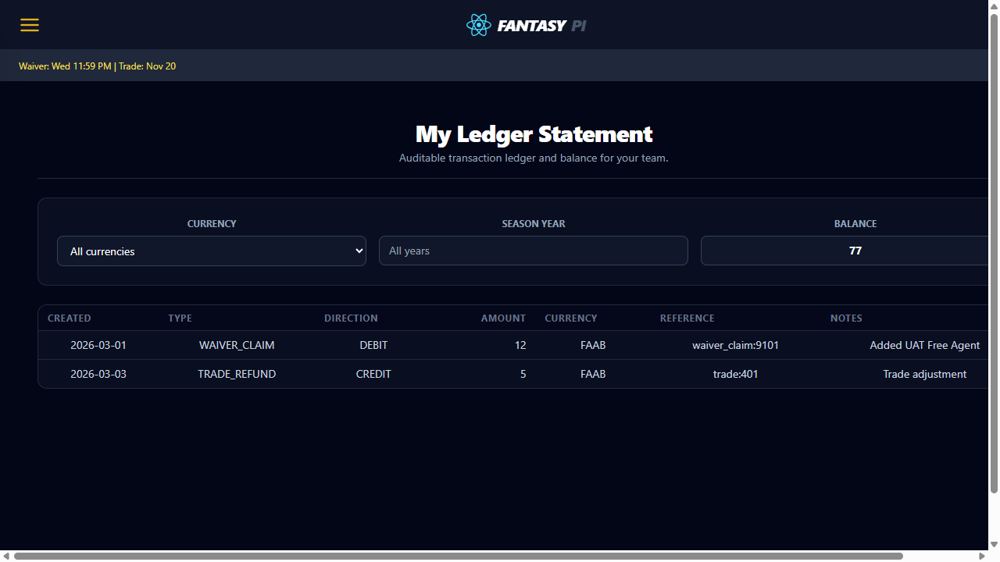 FANTASY PI
Waiver: Wed 11:59 PM | Trade: Nov 20
My Ledger Statement
Auditable transaction ledger and balance for your team.
CURRENCY SEASON YEAR BALANCE
All currencies All years 77
CREATED TYPE DIRECTION AMOUNT CURRENCY REFERENCE NOTES
2026-03-01 WAIVER_CLAIM DEBIT 12 FAAB waiver_claim:9101 Added UAT Free Agent
2026-03-03 TRADE_REFUND CREDIT 5 FAAB trade:401 Trade adjustment